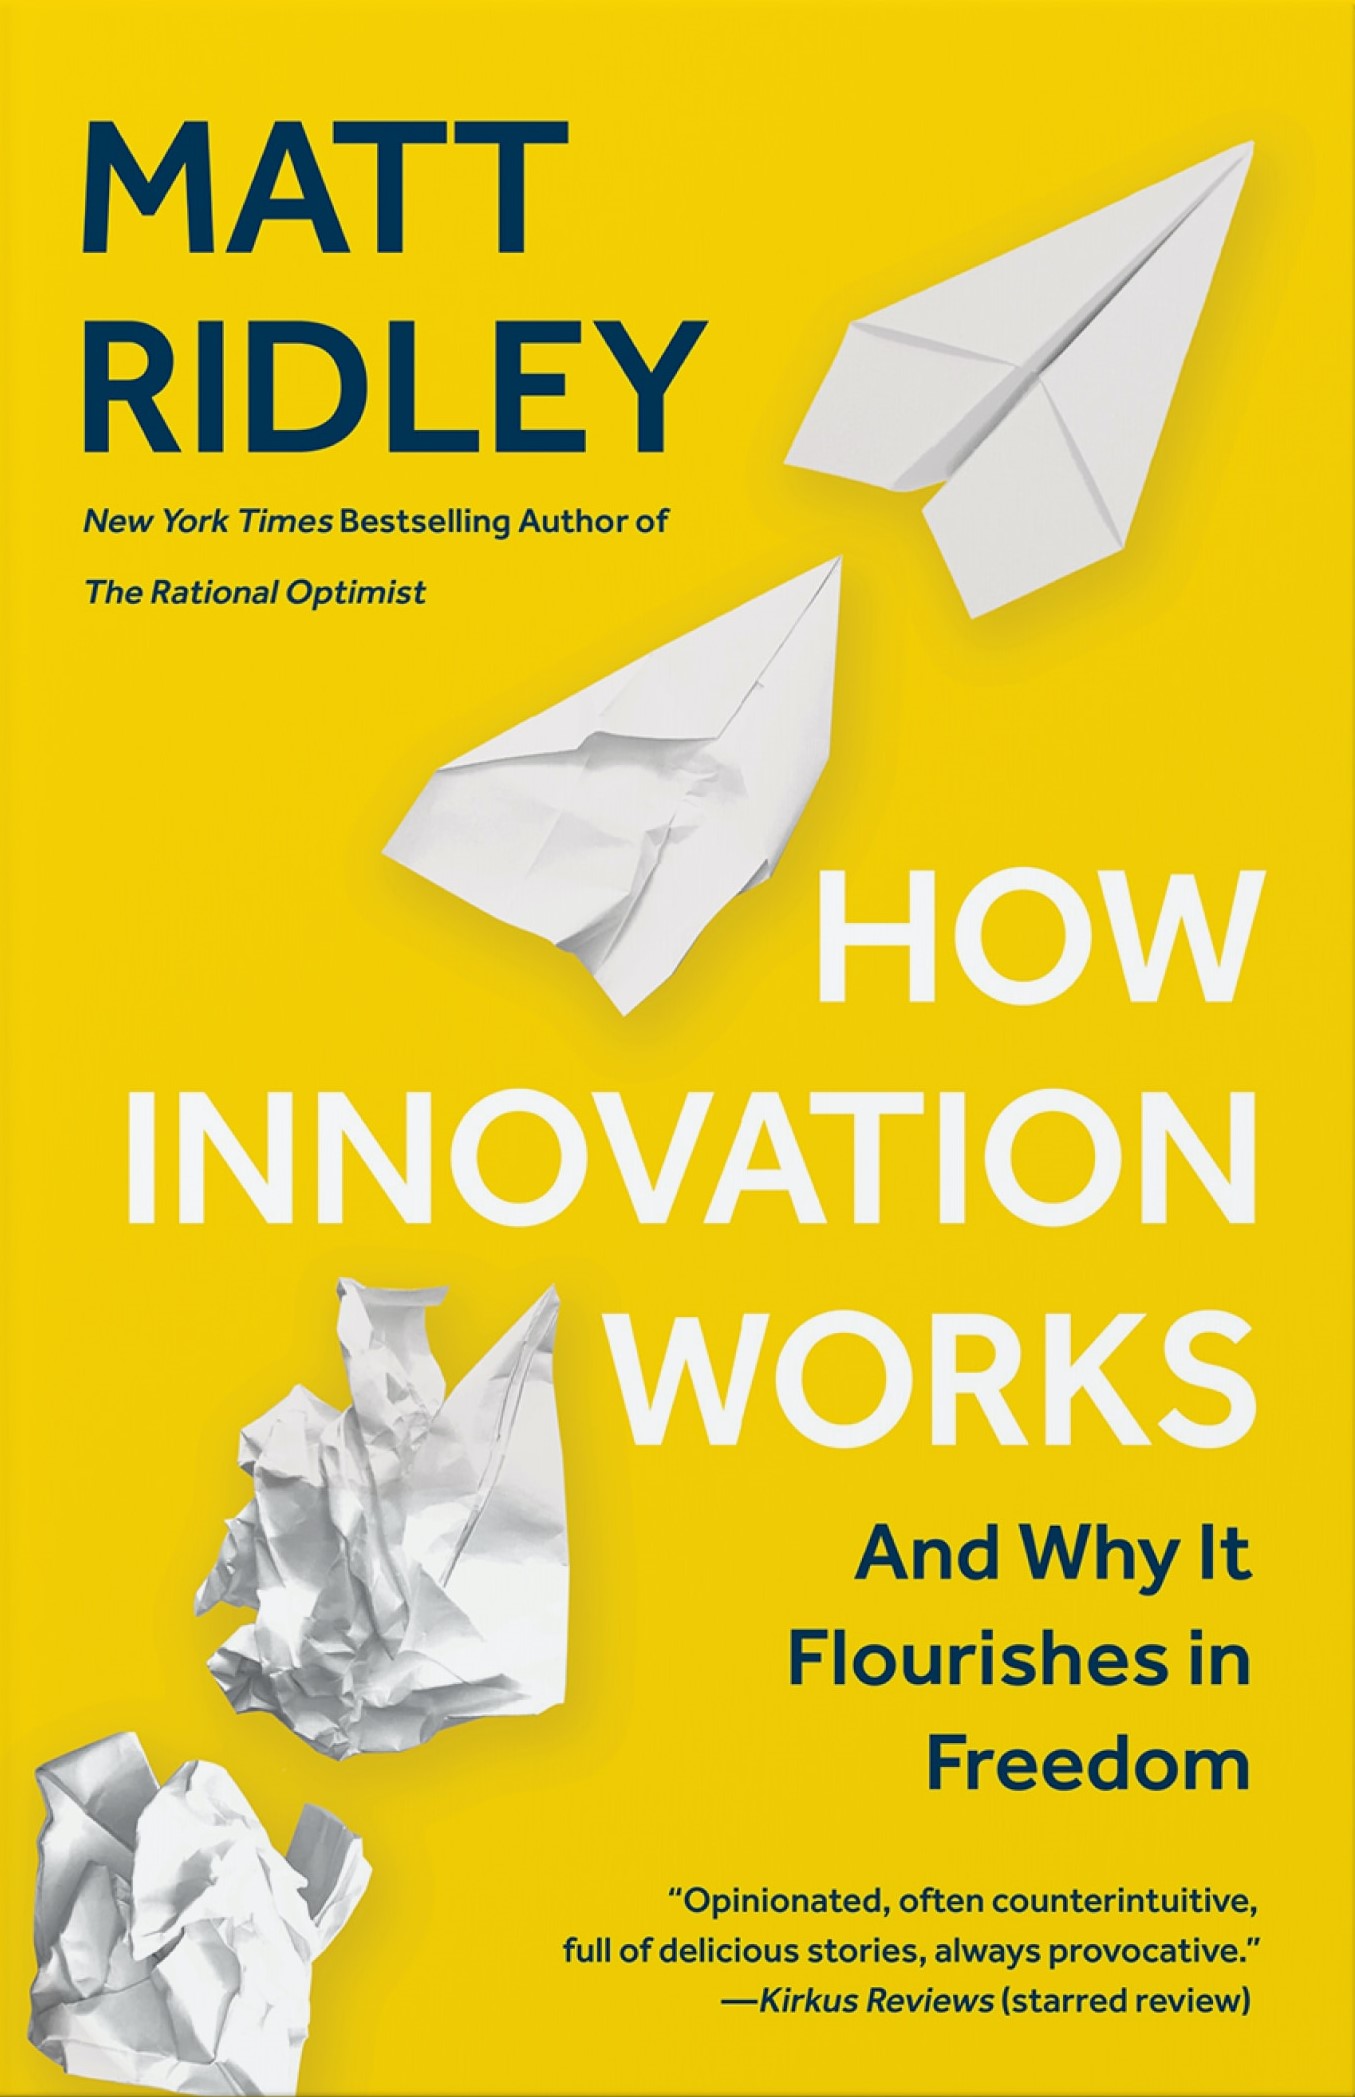 MATT
RIDLEY
New York Times Bestselling Author of
The Rational Optimist
HOW
INNOVATION
WORKS
And Why It
Flourishes in
Freedom
“Opinionated, often counterintuitive,
full of delicious stories, always provocative.”
—Kirkus Reviews (starred review)